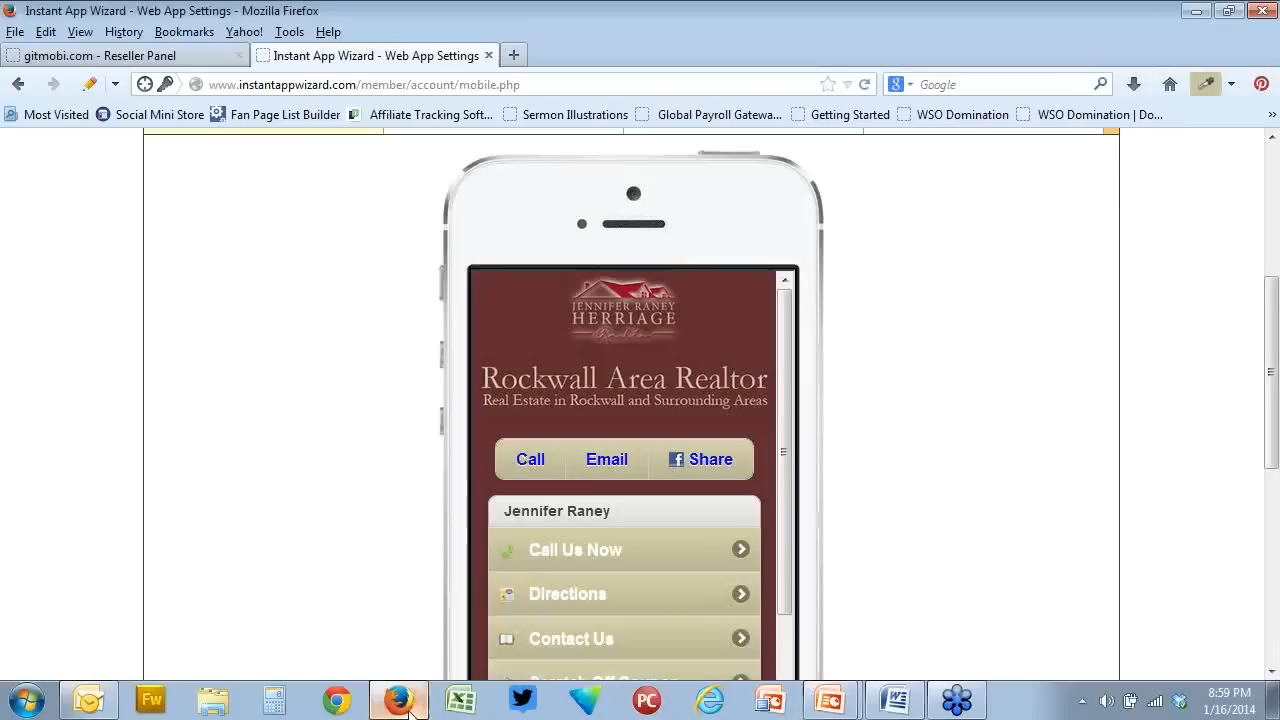 Instant App Wizard - Web App Settings - Mozilla Firefox
File Edit View History Bookmarks Yahoo! Tools Help
gitmobi.com - Reseller Panel
Instant App Wizard - Web App Settings
www.instantappwizard.com/member/account/mobile.php
Google
Most Visited Social Mini Store Fan Page List Builder Affiliate Tracking Soft... Sermon Illustrations Global Payroll Gatewa... Getting Started WSO Domination WSO Domination | Do...
JENNIFER RANEY
HERRIAGE
Rockwall Area Realtor
Real Estate in Rockwall and Surrounding Areas
Call Email Share
Jennifer Raney
Call Us Now
Directions
Contact Us
Fw
PC
8:59 PM
1/16/2014